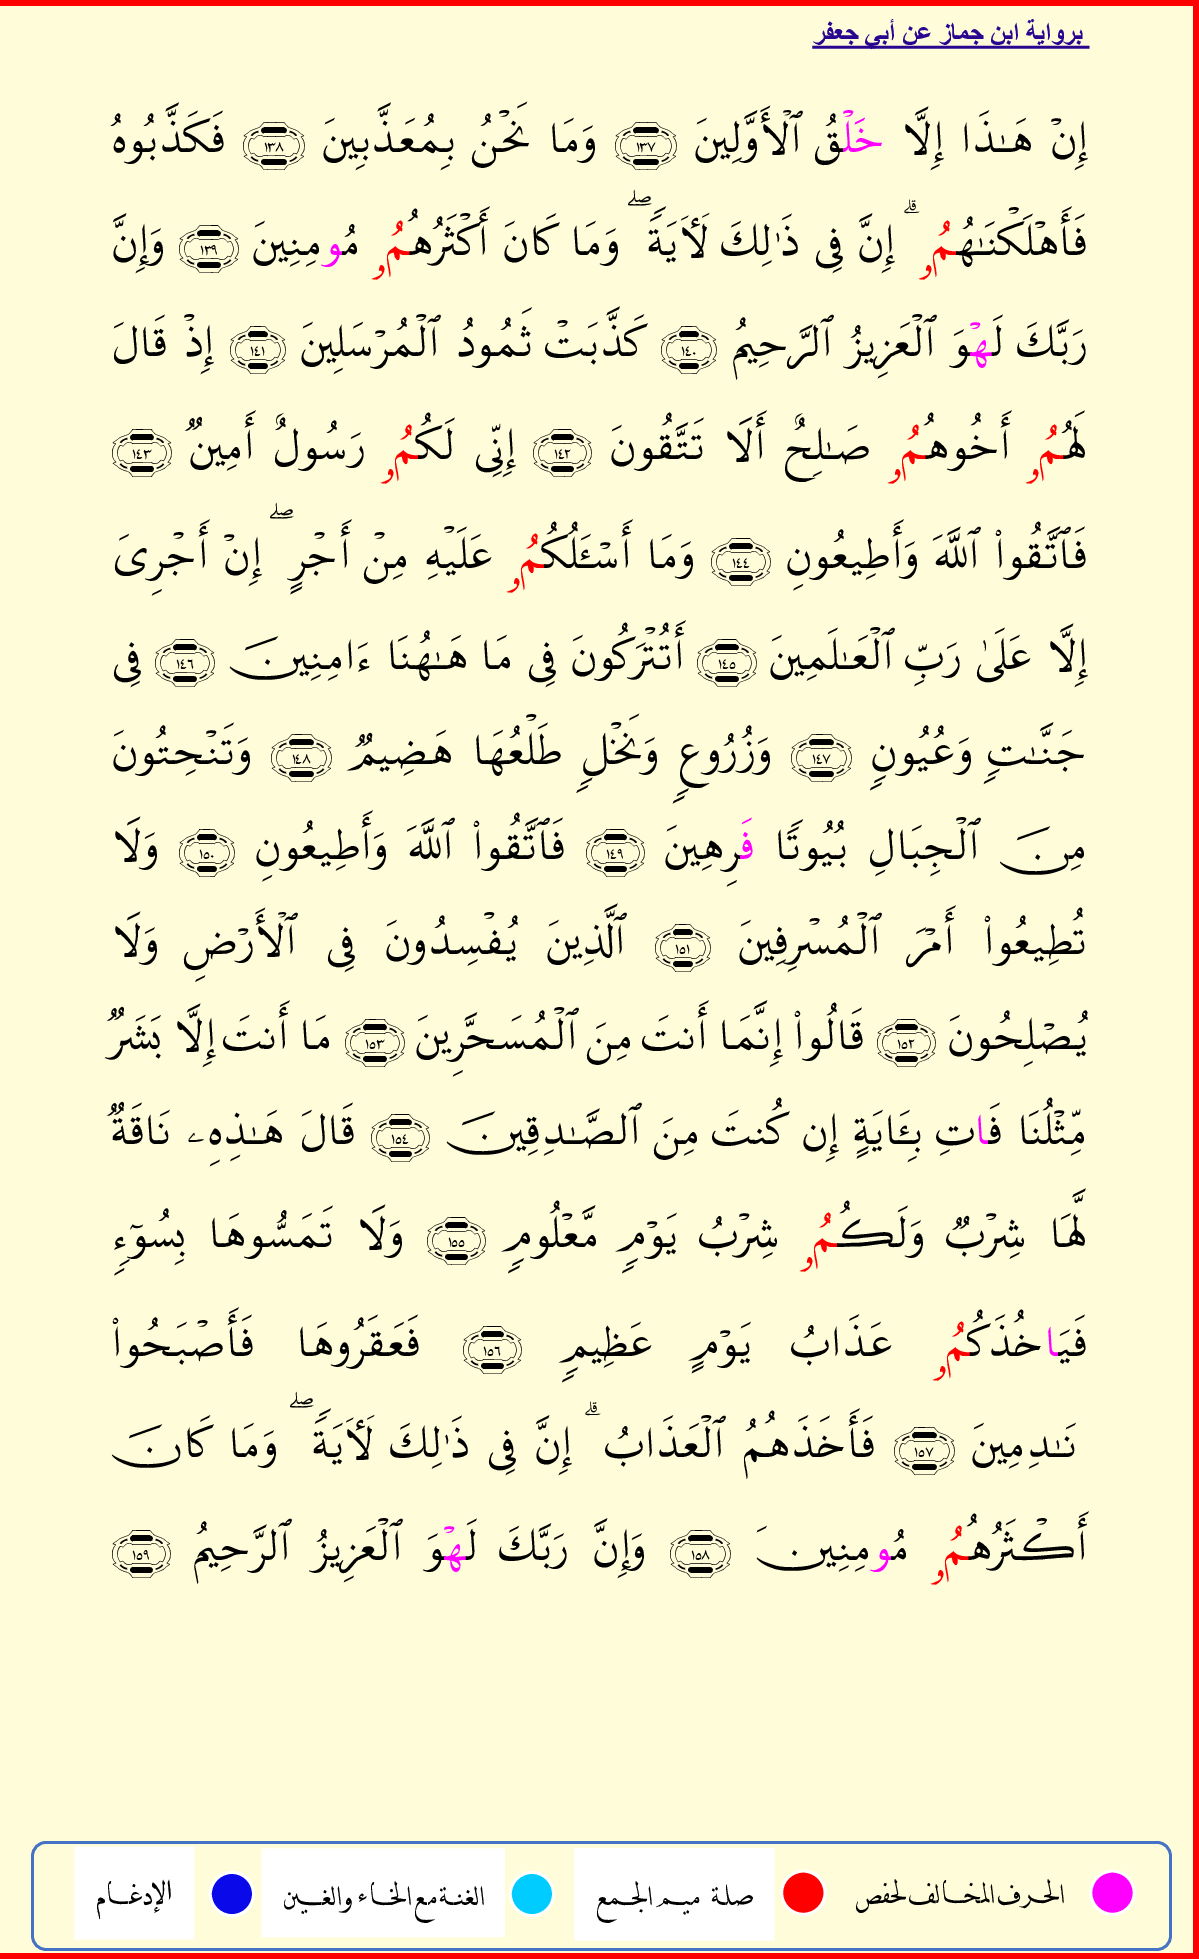 برواية ابن جماز عن أبي جعفر
إِنْ هَـٰذَا إِلَّا خَلْقُ ٱلْأَوَّلِينَ ١٣٧ وَمَا نَحْنُ بِمُعَذَّبِينَ ١٣٨ فَكَذَّبُوهُ
فَأَهْلَكْنَـٰهُمُۥ ۗ إِنَّ فِى ذَٰلِكَ لَأَيَةً ۖ وَمَا كَانَ أَكْثَرُهُمُۥ مُومِنِينَ ١٣٩ وَإِنَّ
رَبَّكَ لَهْوَ ٱلْعَزِيزُ ٱلرَّحِيمُ ١٤٠ كَذَّبَتْ ثَمُودُ ٱلْمُرْسَلِينَ ١٤١ إِذْ قَالَ
لَهُمُۥ أَخُوهُمُۥ صَـٰلِحٌ أَلَا تَتَّقُونَ ١٤٢ إِنِّى لَكُمُۥ رَسُولٌ أَمِينٌ ١٤٣
فَٱتَّقُوا۟ ٱللَّهَ وَأَطِيعُونِ ١٤٤ وَمَا أَسْـَٔلُكُمُۥ عَلَيْهِ مِنْ أَجْرٍ ۖ إِنْ أَجْرِىَ
إِلَّا عَلَىٰ رَبِّ ٱلْعَـٰلَمِينَ ١٤٥ أَتُتْرَكُونَ فِى مَا هَـٰهُنَا ءَامِنِينَ ١٤٦ فِى
جَنَّـٰتٍ وَعُيُونٍ ١٤٧ وَزُرُوعٍ وَنَخْلٍ طَلْعُهَا هَضِيمٌ ١٤٨ وَتَنْحِتُونَ
مِنَ ٱلْجِبَالِ بُيُوتًا فَرِهِينَ ١٤٩ فَٱتَّقُوا۟ ٱللَّهَ وَأَطِيعُونِ ١٥٠ وَلَا
تُطِيعُوا۟ أَمْرَ ٱلْمُسْرِفِينَ ١٥١ ٱلَّذِينَ يُفْسِدُونَ فِى ٱلْأَرْضِ وَلَا
يُصْلِحُونَ ١٥٢ قَالُوا۟ إِنَّمَا أَنتَ مِنَ ٱلْمُسَحَّرِينَ ١٥٣ مَا أَنتَ إِلَّا بَشَرٌ
مِّثْلُنَا فَاتِ بِـَٔايَةٍ إِن كُنتَ مِنَ ٱلصَّـٰدِقِينَ ١٥٤ قَالَ هَـٰذِهِۦ نَاقَةٌ
لَّهَا شِرْبٌ وَلَكُمُۥ شِرْبُ يَوْمٍ مَّعْلُومٍ ١٥٥ وَلَا تَمَسُّوهَا بِسُوٓءٍ
فَيَاخُذَكُمُۥ عَذَابُ يَوْمٍ عَظِيمٍ ١٥٦ فَعَقَرُوهَا فَأَصْبَحُوا۟
نَـٰدِمِينَ ١٥٧ فَأَخَذَهُمُ ٱلْعَذَابُ ۗ إِنَّ فِى ذَٰلِكَ لَأَيَةً ۖ وَمَا كَانَ
أَكْثَرُهُمُۥ مُومِنِينَ ١٥٨ وَإِنَّ رَبَّكَ لَهْوَ ٱلْعَزِيزُ ٱلرَّحِيمُ ١٥٩
الحرف المخالف لحفص صلة ميم الجمع الغنة مع الخاء والغين الإدغام